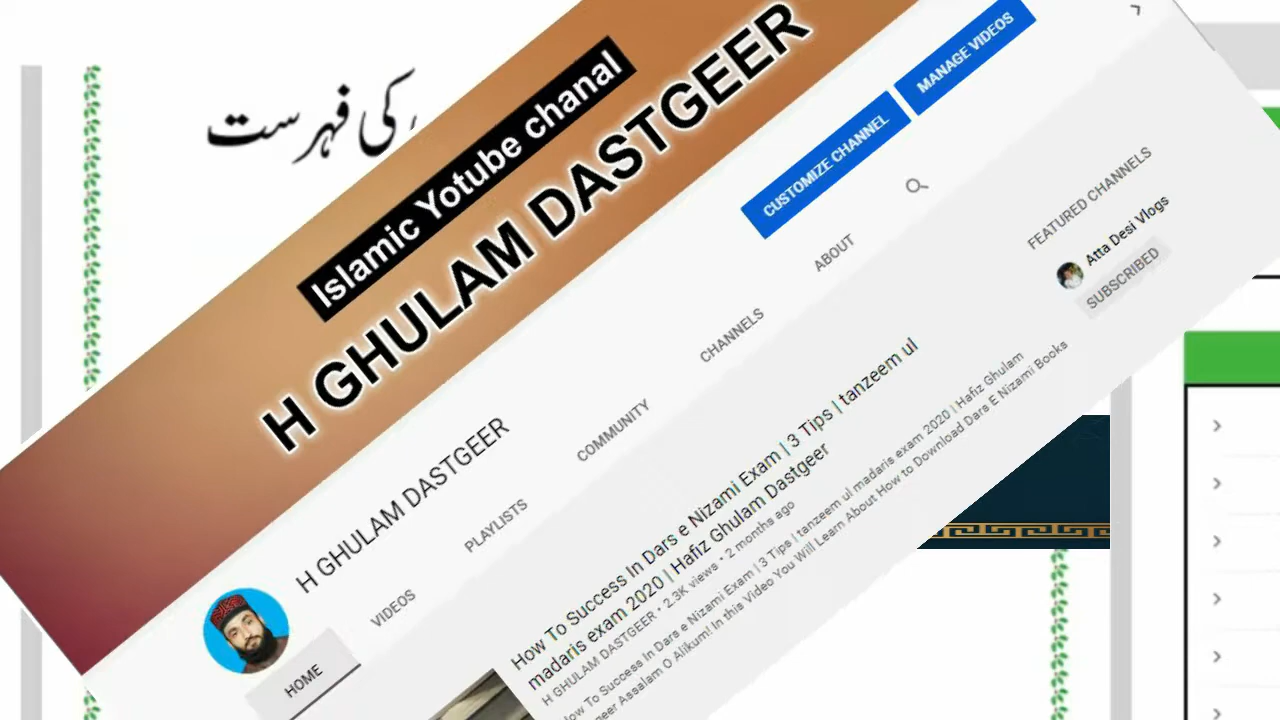 کی فہرست
Islamic Yotube chanal
H GHULAM DASTGEER
CUSTOMIZE CHANNEL
MANAGE VIDEOS
H GHULAM DASTGEER
HOME
VIDEOS
PLAYLISTS
COMMUNITY
CHANNELS
ABOUT
How To Success In Dars e Nizami Exam | 3 Tips | tanzeem ul
madaris exam 2020 | Hafiz Ghulam Dastgeer
H GHULAM DASTGEER • 2.3K views • 2 months ago
How To Success In Dars e Nizami Exam | 3 Tips | tanzeem ul madaris exam 2020 | Hafiz Ghulam
Assalam O Alikum! In this Video You Will Learn About How to Download Dars E Nizami Books
FEATURED CHANNELS
Atta Desi Vlogs
SUBSCRIBED